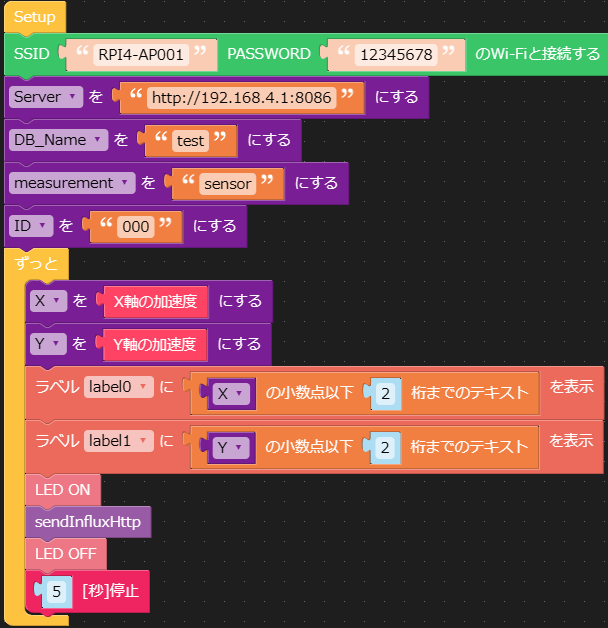 Setup
SSID “ RPI4-AP001 ” PASSWORD “ 12345678 ” のWi-Fiと接続する
Server ▾ を “ http://192.168.4.1:8086 ” にする
DB_Name ▾ を “ test ” にする
measurement ▾ を “ sensor ” にする
ID ▾ を “ 000 ” にする
ずっと
X ▾ を X軸の加速度 にする
Y ▾ を Y軸の加速度 にする
ラベル label0 ▾ に X ▾ の小数点以下 2 桁までのテキスト を表示
ラベル label1 ▾ に Y ▾ の小数点以下 2 桁までのテキスト を表示
LED ON
sendInfluxHttp
LED OFF
5 [秒]停止